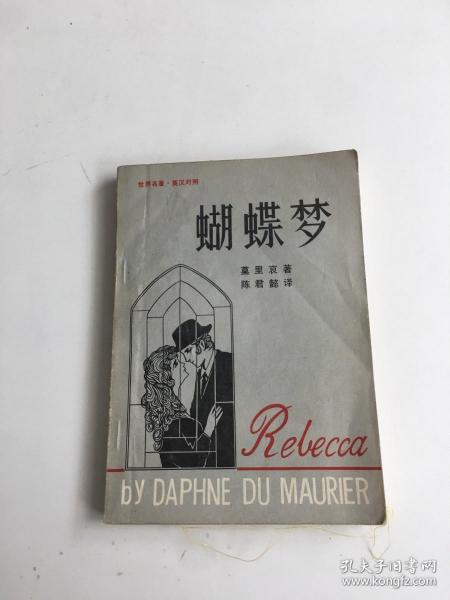 世界名著·英汉对照
蝴蝶梦
莫里哀著
陈君懿译
Rebecca
by DAPHNE DU MAURIER
孔夫子旧书网
www.kongfz.com